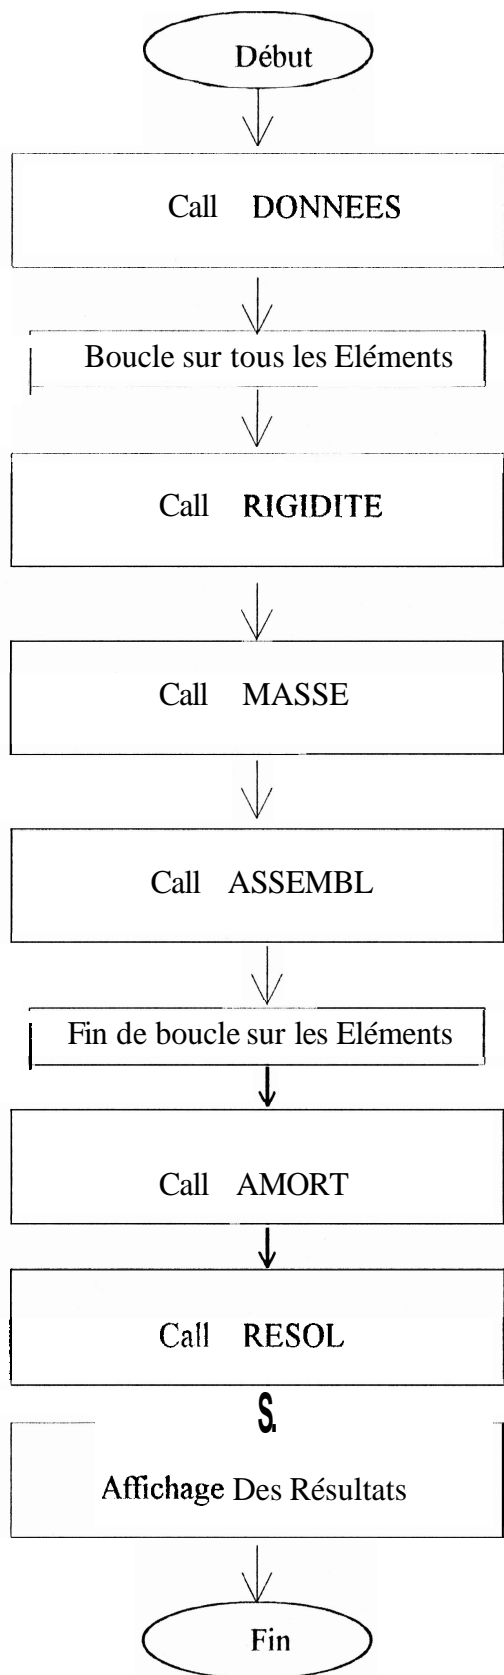 Début
Call DONNEES
Boucle sur tous les Eléments
Call RIGIDITE
Call MASSE
Call ASSEMBL
Fin de boucle sur les Eléments
Call AMORT
Call RESOL
S.
Affichage Des Résultats
Fin